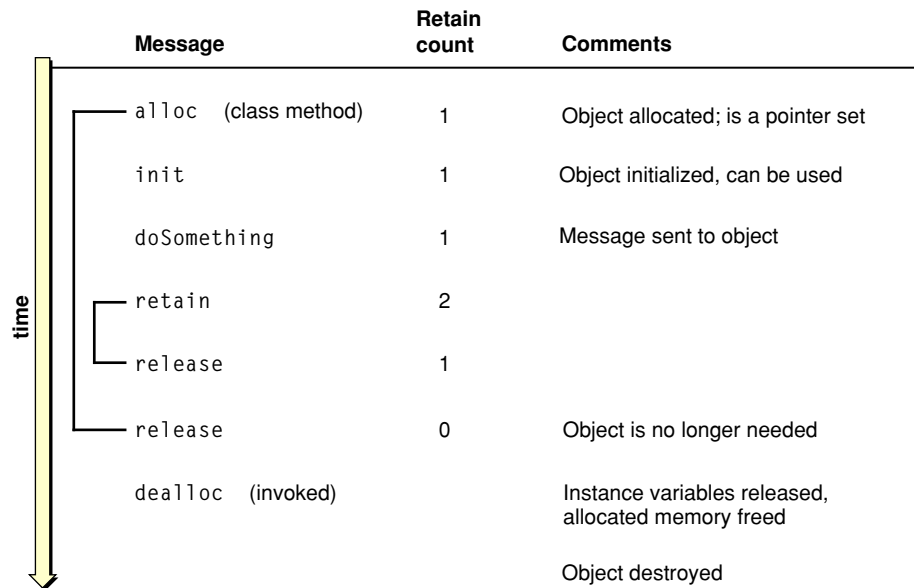 Message Retain count Comments
time
alloc (class method) 1 Object allocated; is a pointer set
init 1 Object initialized, can be used
doSomething 1 Message sent to object
retain 2
release 1
release 0 Object is no longer needed
dealloc (invoked) Instance variables released,
allocated memory freed
Object destroyed